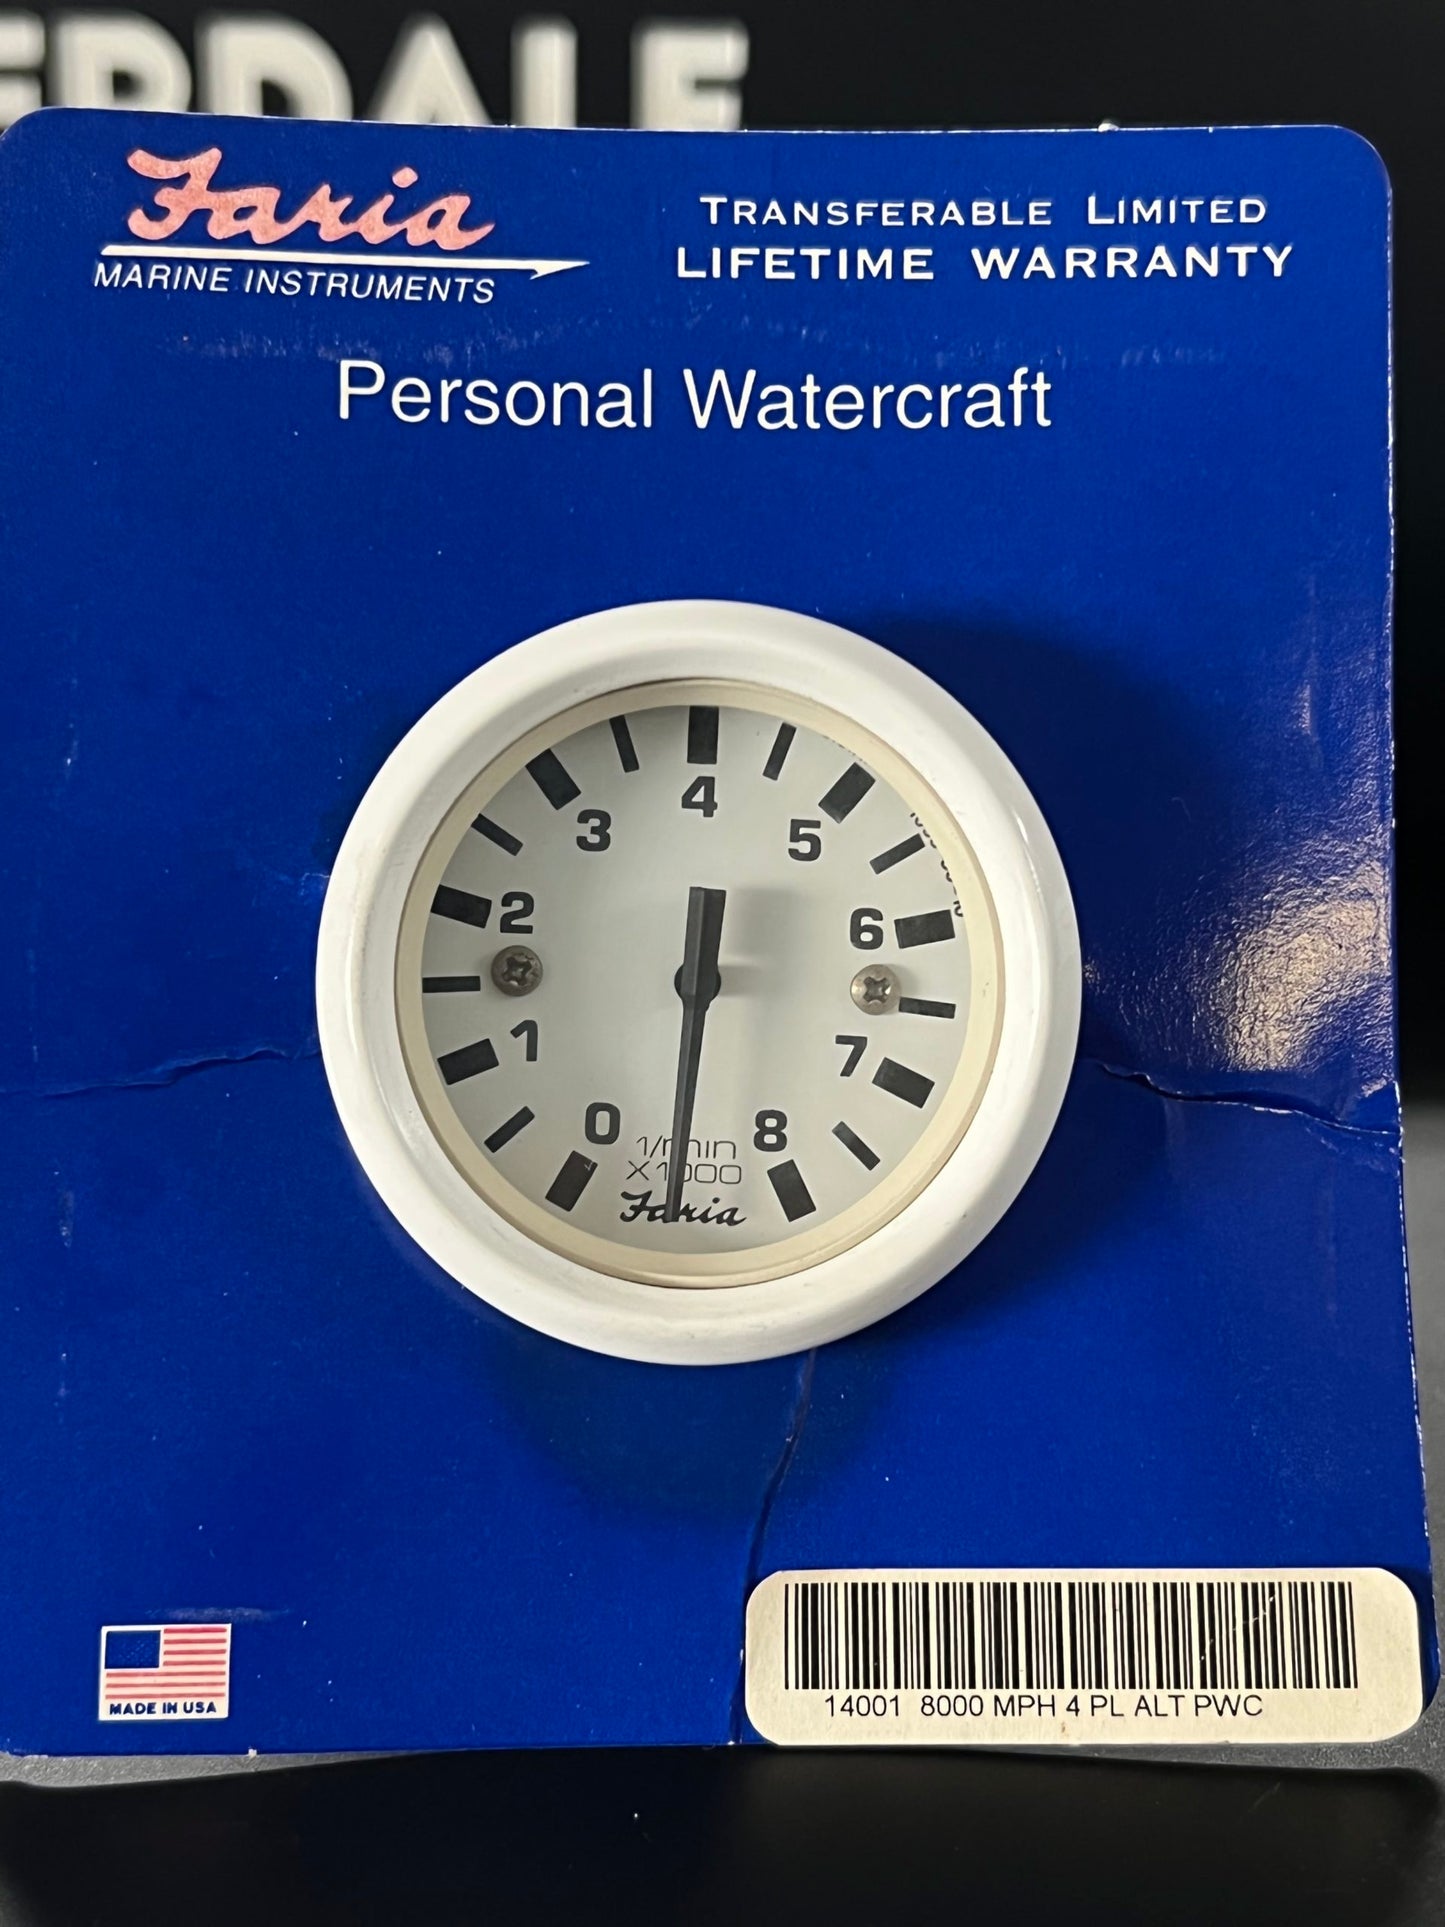 ERDALE
Faria
MARINE INSTRUMENTS
TRANSFERABLE LIMITED
LIFETIME WARRANTY
Personal Watercraft
4
3
5
2
6
1
7
0
8
1/min
X1000
Faria
MADE IN USA
14001 8000 MPH 4 PL ALT PWC